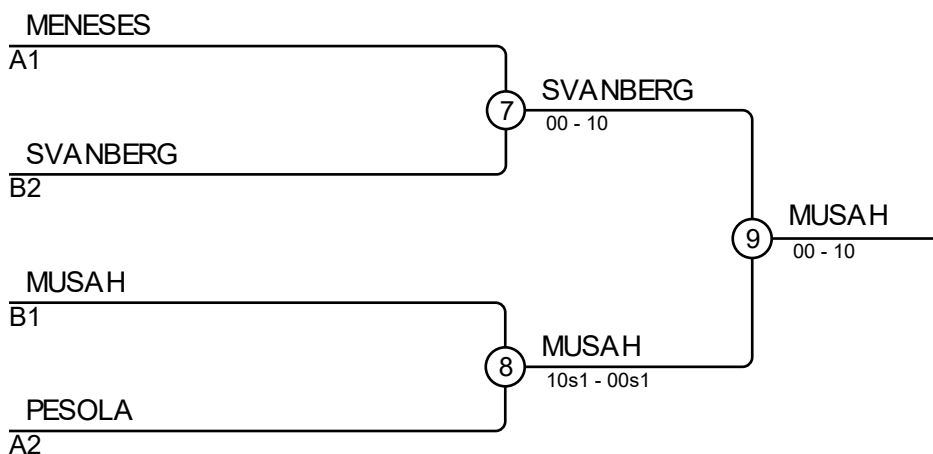 MENESES
A1
7
SVANBERG
00 - 10
SVANBERG
B2
9
MUSAH
00 - 10
MUSAH
B1
8
MUSAH
10s1 - 00s1
PESOLA
A2